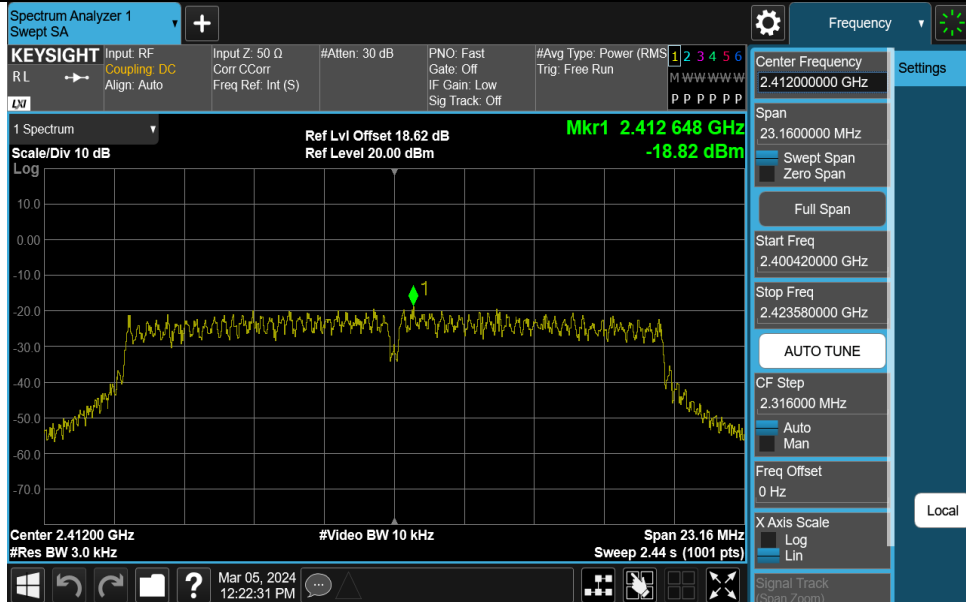 Spectrum Analyzer 1
Swept SA
+
Frequency
KEYSIGHT
R L
LXI
Input: RF
Coupling: DC
Align: Auto
Input Z: 50 Ω
Corr CCorr
Freq Ref: Int (S)
#Atten: 30 dB
PNO: Fast
Gate: Off
IF Gain: Low
Sig Track: Off
#Avg Type: Power (RMS
Trig: Free Run
1 2 3 4 5 6
M W W W W W
P P P P P P
1 Spectrum
Scale/Div 10 dB
Log
Ref Lvl Offset 18.62 dB
Ref Level 20.00 dBm
Mkr1 2.412 648 GHz
-18.82 dBm
10.0
0.00
-10.0
-20.0
-30.0
-40.0
-50.0
-60.0
-70.0
1
Center 2.41200 GHz
#Res BW 3.0 kHz
#Video BW 10 kHz
Span 23.16 MHz
Sweep 2.44 s (1001 pts)
Center Frequency
2.412000000 GHz
Span
23.1600000 MHz
Swept Span
Zero Span
Full Span
Start Freq
2.400420000 GHz
Stop Freq
2.423580000 GHz
AUTO TUNE
CF Step
2.316000 MHz
Auto
Man
Freq Offset
0 Hz
X Axis Scale
Log
Lin
Signal Track
(Span Zoom)
Settings
Local
?
Mar 05, 2024
12:22:31 PM